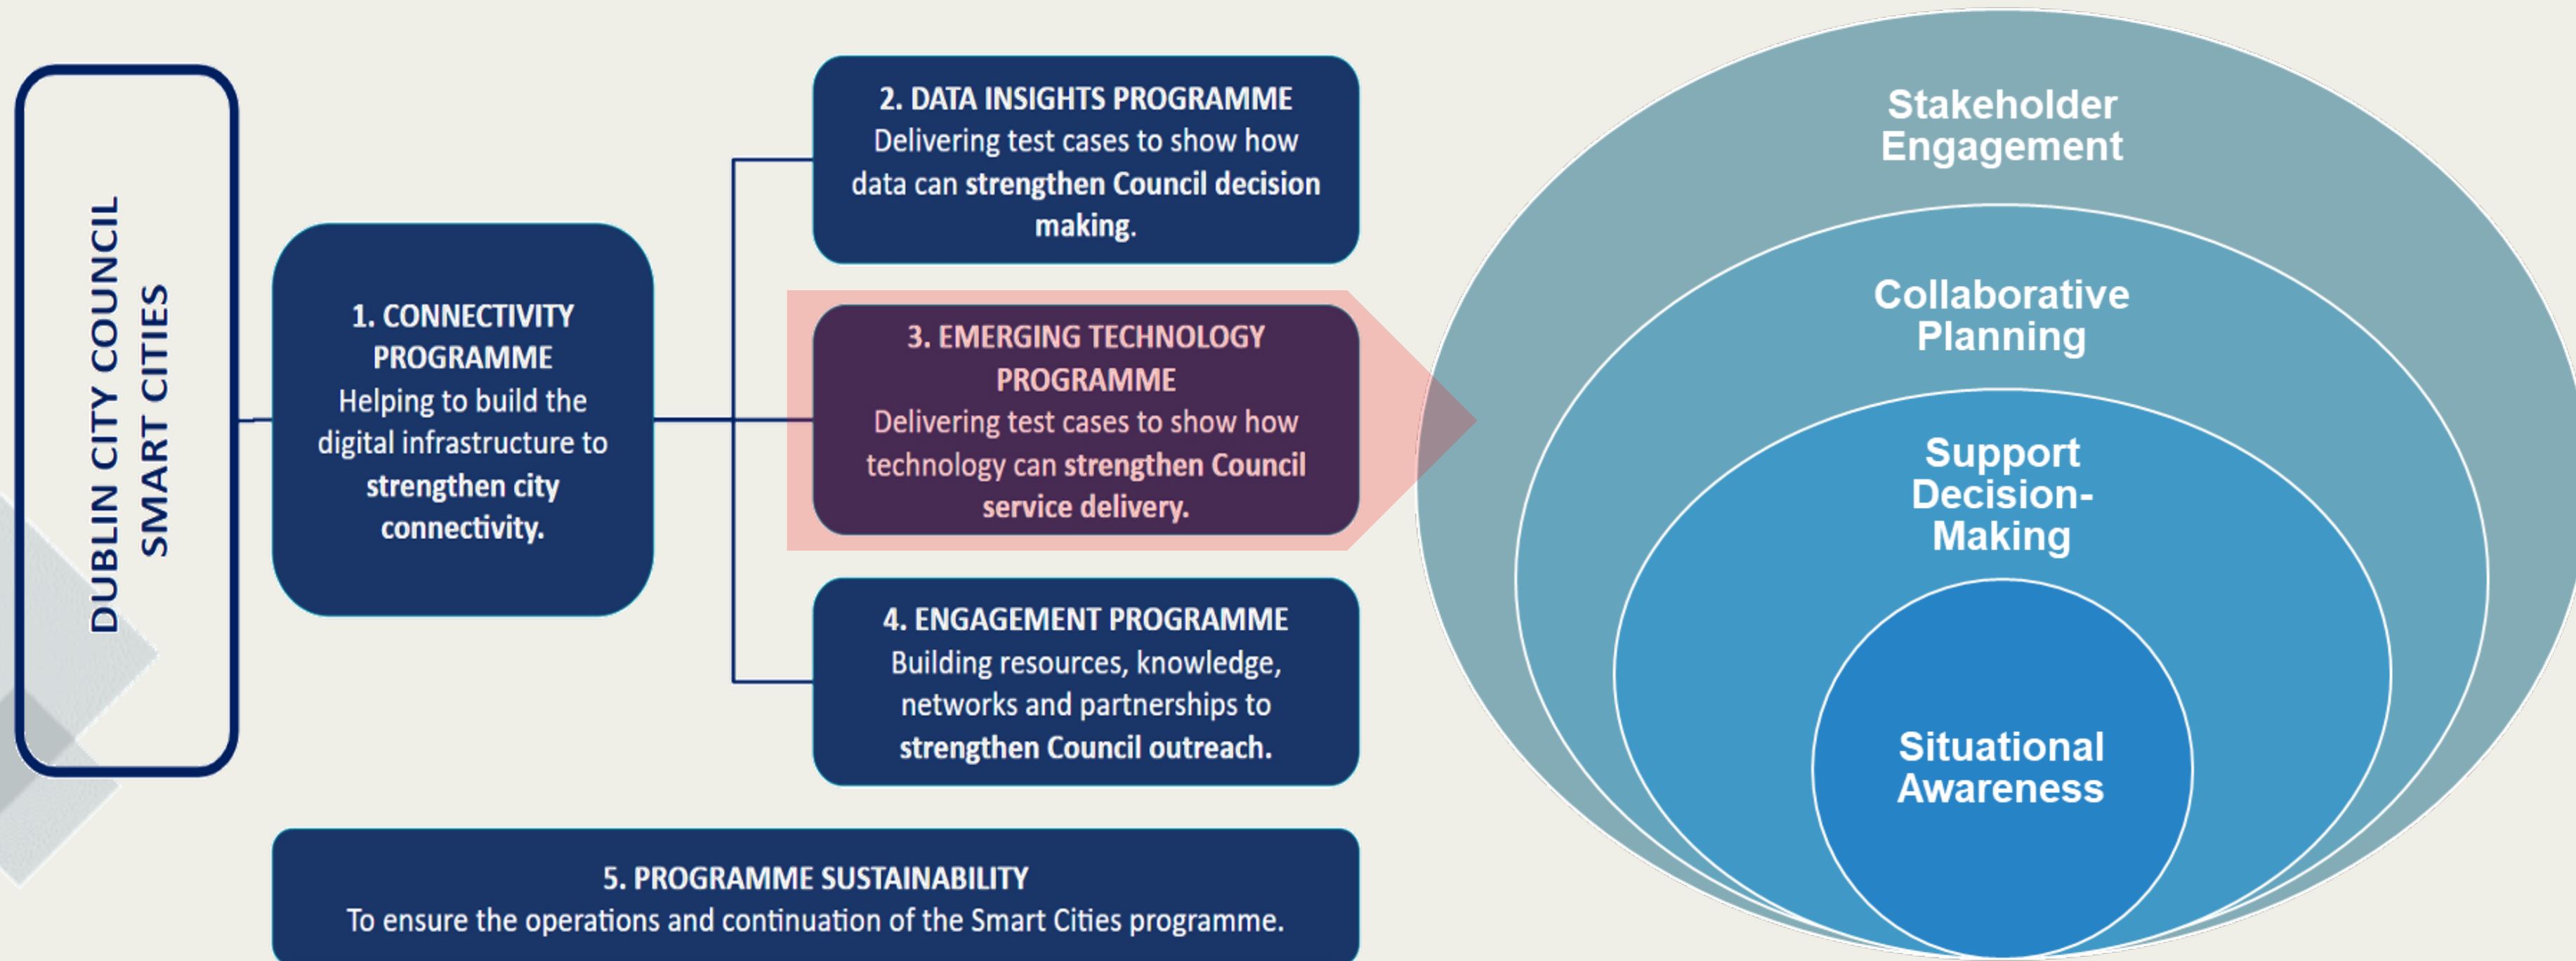 DUBLIN CITY COUNCIL
SMART CITIES
1. CONNECTIVITY
PROGRAMME
Helping to build the
digital infrastructure to
strengthen city
connectivity.
2. DATA INSIGHTS PROGRAMME
Delivering test cases to show how
data can strengthen Council decision
making.
3. EMERGING TECHNOLOGY
PROGRAMME
Delivering test cases to show how
technology can strengthen Council
service delivery.
4. ENGAGEMENT PROGRAMME
Building resources, knowledge,
networks and partnerships to
strengthen Council outreach.
5. PROGRAMME SUSTAINABILITY
To ensure the operations and continuation of the Smart Cities programme.
Stakeholder
Engagement
Collaborative
Planning
Support
Decision-
Making
Situational
Awareness